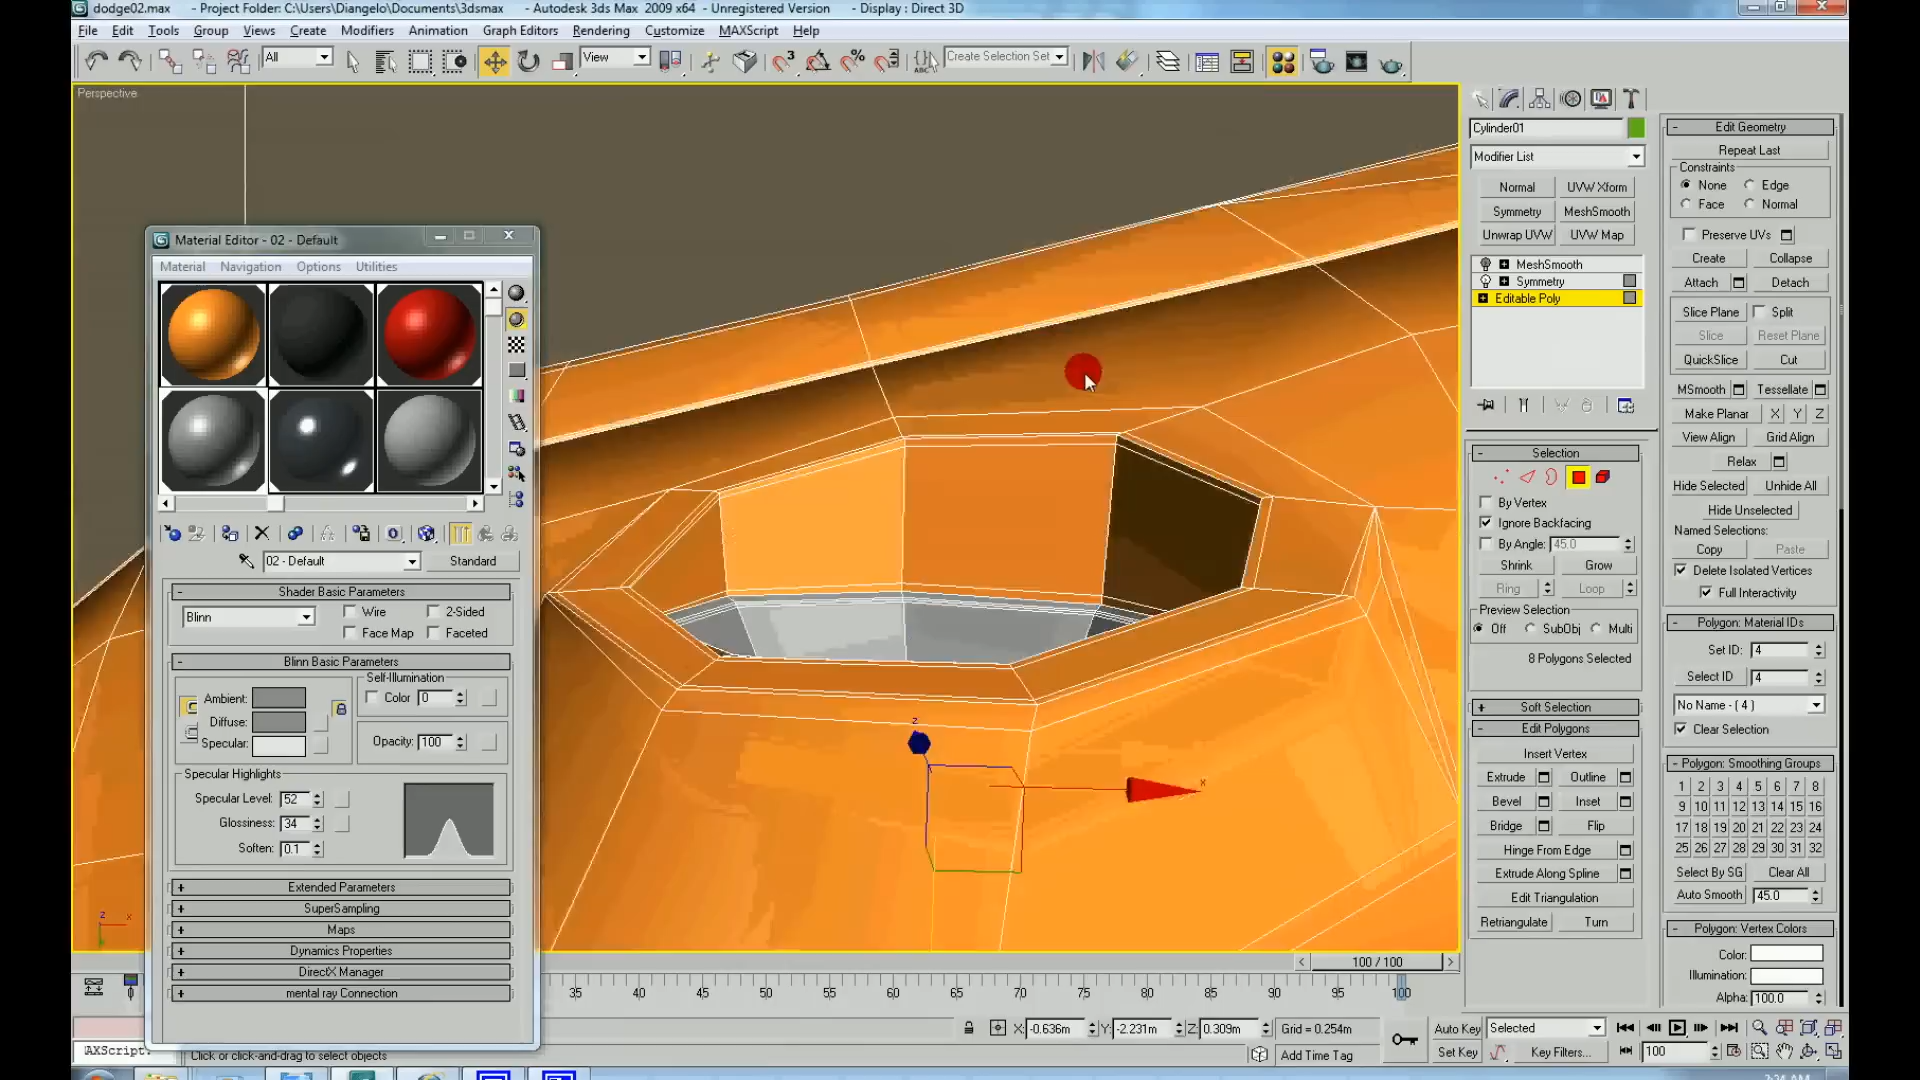 dodge02.max - Project Folder: C:\Users\Diangelo\Documents\3dsmax - Autodesk 3ds Max 2009 x64 - Unregistered Version - Display : Direct 3D
File Edit Tools Group Views Create Modifiers Animation Graph Editors Rendering Customize MAXScript Help
All View Create Selection Set
Perspective
Material Editor - 02 - Default
Material Navigation Options Utilities
02 - Default Standard
Shader Basic Parameters
Blinn Wire 2-Sided
Face Map Faceted
Blinn Basic Parameters
Self-Illumination
Ambient: Color 0
Diffuse:
Specular: Opacity: 100
Specular Highlights
Specular Level: 52
Glossiness: 34
Soften: 0.1
Extended Parameters
SuperSampling
Maps
Dynamics Properties
DirectX Manager
mental ray Connection
z
x
z x
Cylinder01
Modifier List
Normal UVW Xform
Symmetry MeshSmooth
Unwrap UVW UVW Map
MeshSmooth
Symmetry
Editable Poly
Selection
By Vertex
Ignore Backfacing
By Angle: 45.0
Shrink Grow
Ring Loop
Preview Selection
Off SubObj Multi
8 Polygons Selected
Soft Selection
Edit Polygons
Insert Vertex
Extrude Outline
Bevel Inset
Bridge Flip
Hinge From Edge
Extrude Along Spline
Edit Triangulation
Retriangulate Turn
Edit Geometry
Repeat Last
Constraints
None Edge
Face Normal
Preserve UVs
Create Collapse
Attach Detach
Slice Plane Split
Slice Reset Plane
QuickSlice Cut
MSmooth Tessellate
Make Planar X Y Z
View Align Grid Align
Relax
Hide Selected Unhide All
Hide Unselected
Named Selections:
Copy Paste
Delete Isolated Vertices
Full Interactivity
Polygon: Material IDs
Set ID: 4
Select ID 4
No Name - ( 4 )
Clear Selection
Polygon: Smoothing Groups
1 2 3 4 5 6 7 8
9 10 11 12 13 14 15 16
17 18 19 20 21 22 23 24
25 26 27 28 29 30 31 32
Select By SG Clear All
Auto Smooth 45.0
Polygon: Vertex Colors
Color:
Illumination:
Alpha: 100.0
100 / 100
35 40 45 50 55 60 65 70 75 80 85 90 95 100
X: -0.636m Y: -2.231m Z: 0.309m Grid = 0.254m
Auto Key Selected
AXScript.
Click or click-and-drag to select objects
Add Time Tag
Set Key Key Filters... 100